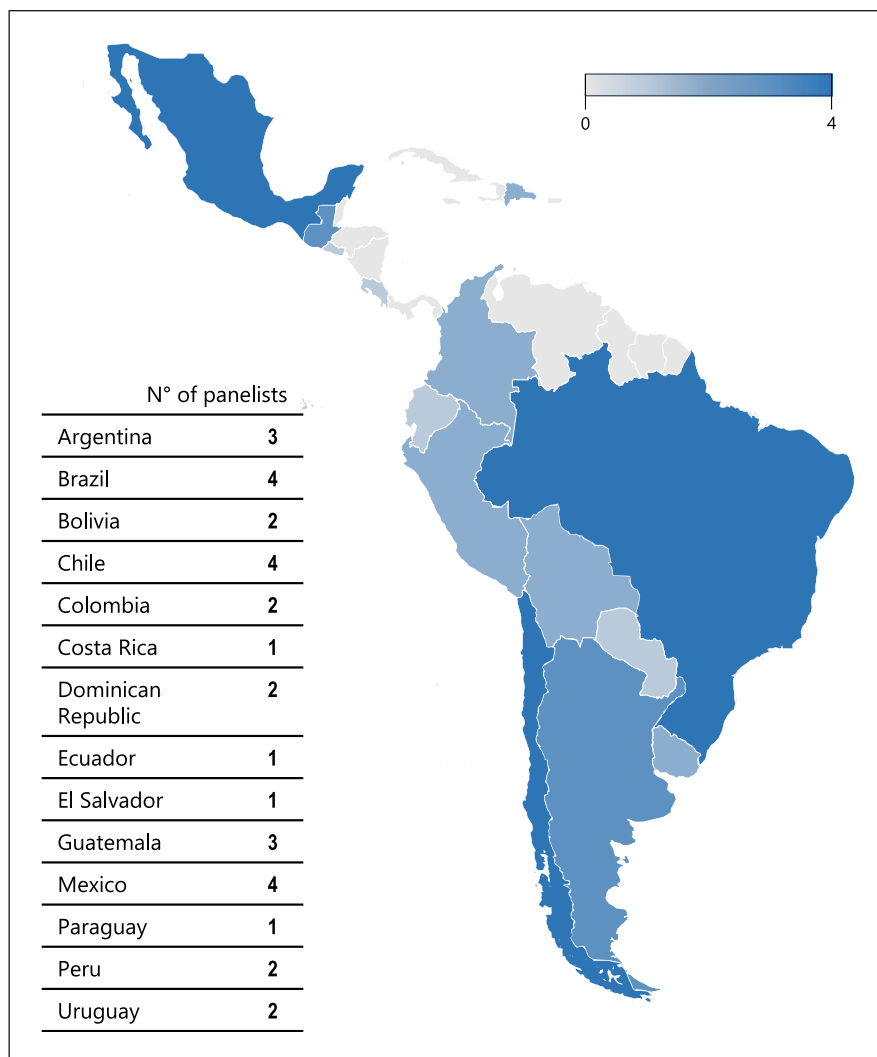 0 4
N° of panelists
Argentina 3
Brazil 4
Bolivia 2
Chile 4
Colombia 2
Costa Rica 1
Dominican 2
Republic
Ecuador 1
El Salvador 1
Guatemala 3
Mexico 4
Paraguay 1
Peru 2
Uruguay 2